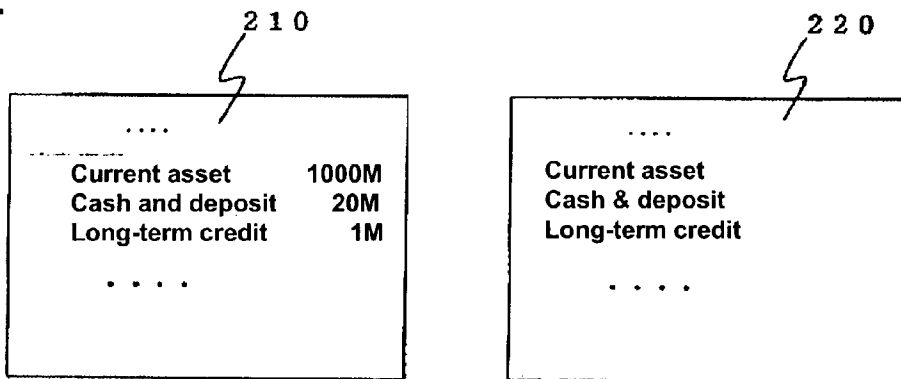 210
220
....
Current asset 1000M
Cash and deposit 20M
Long-term credit 1M
....
....
Current asset
Cash & deposit
Long-term credit
....